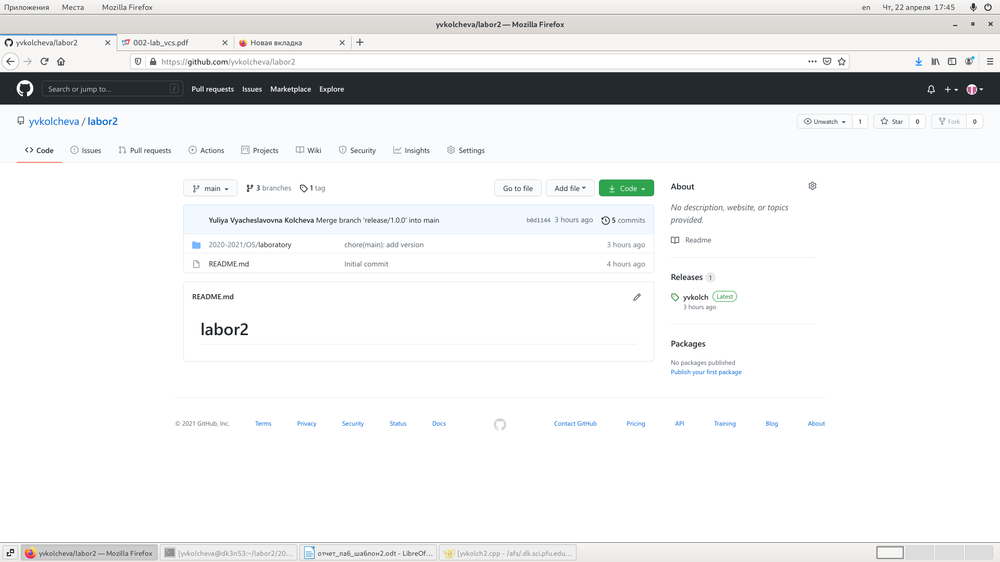 Приложения Места Mozilla Firefox en Чт, 22 апреля 17:45
yvkolcheva/labor2 — Mozilla Firefox
yvkolcheva/labor2 002-lab_vcs.pdf Новая вкладка
https://github.com/yvkolcheva/labor2
Search or jump to... / Pull requests Issues Marketplace Explore
yvkolcheva / labor2 Unwatch 1 Star 0 Fork 0
Code Issues Pull requests Actions Projects Wiki Security Insights Settings
main 3 branches 1 tag Go to file Add file Code
Yuliya Vyacheslavovna Kolcheva Merge branch 'release/1.0.0' into main b0d1144 3 hours ago 5 commits
2020-2021/OS/laboratory chore(main): add version 3 hours ago
README.md Initial commit 4 hours ago
README.md
labor2
About
No description, website, or topics
provided.
Readme
Releases 1
yvkolch Latest
3 hours ago
Packages
No packages published
Publish your first package
© 2021 GitHub, Inc. Terms Privacy Security Status Docs Contact GitHub Pricing API Training Blog About
yvkolcheva/labor2 — Mozilla Firefox [yvkolcheva@dk3n53:~/labor2/20... отчет_лаб_шаблон2.odt - LibreOf... [yvkolch2.cpp - /afs/.dk.sci.pfu.edu...